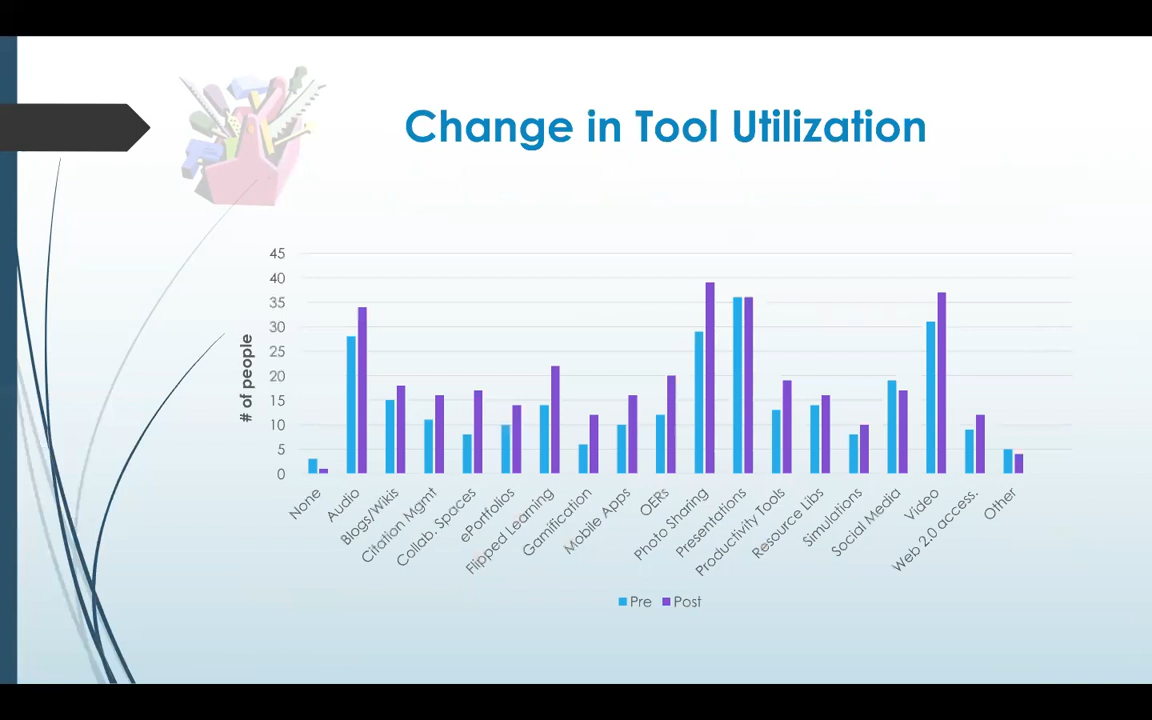 Change in Tool Utilization
# of people
45
40
35
30
25
20
15
10
5
0
None
Audio
Blogs/Wikis
Citation Mgmt
Collab. Spaces
ePortfolios
Flipped Learning
Gamification
Mobile Apps
OERs
Photo Sharing
Presentations
Productivity Tools
Resource Libs
Simulations
Social Media
Video
Web 2.0 access.
Other
Pre Post